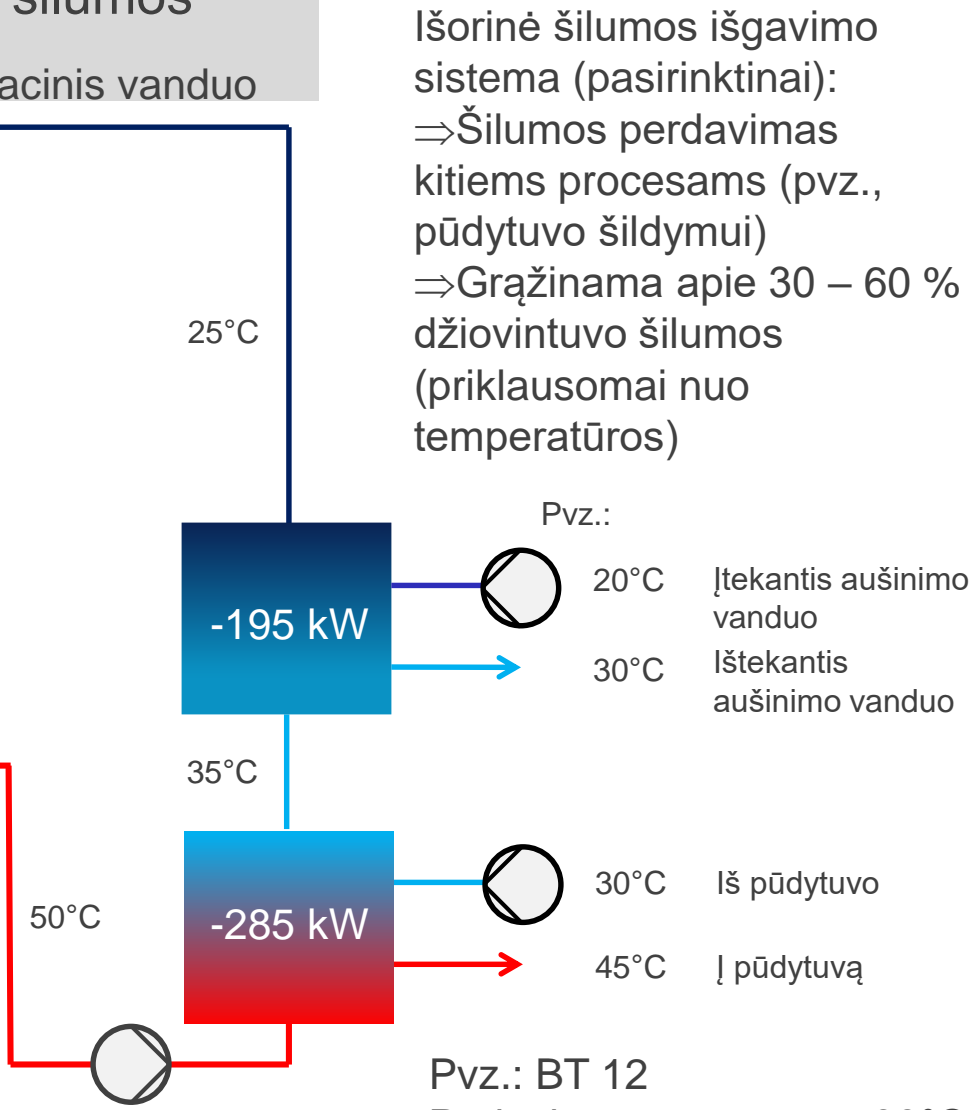 šilumos
acinis vanduo
Išorinė šilumos išgavimo
sistema (pasirinktinai):
⇒Šilumos perdavimas
kitiems procesams (pvz.,
pūdytuvo šildymui)
⇒Grąžinama apie 30 – 60 %
džiovintuvo šilumos
(priklausomai nuo
temperatūros)
25°C
Pvz.:
-195 kW
20°C Įtekantis aušinimo
vanduo
30°C Ištekantis
aušinimo vanduo
35°C
50°C
-285 kW
30°C Iš pūdytuvo
45°C Į pūdytuvą
Pvz.: BT 12